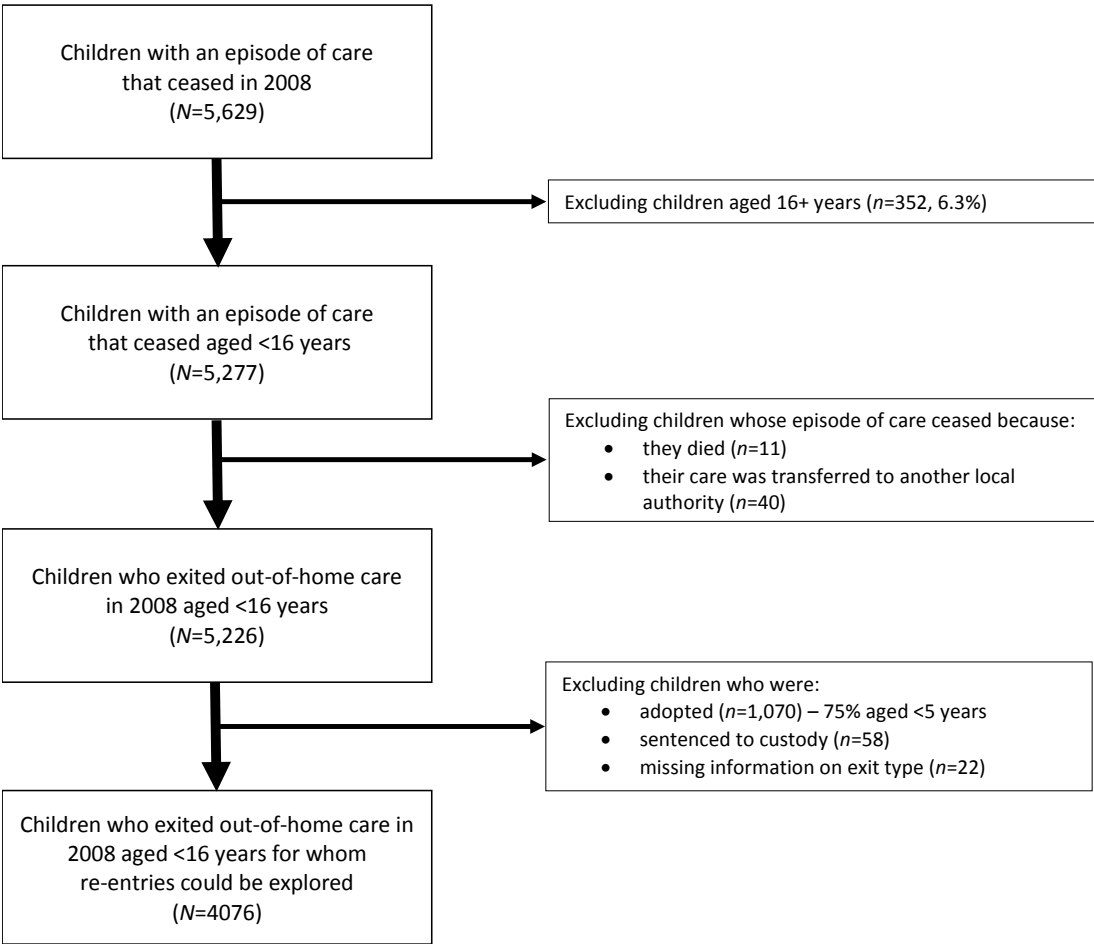 Children with an episode of care
that ceased in 2008
(N=5,629)
Excluding children aged 16+ years (n=352, 6.3%)
Children with an episode of care
that ceased aged <16 years
(N=5,277)
Excluding children whose episode of care ceased because:
• they died (n=11)
• their care was transferred to another local
authority (n=40)
Children who exited out-of-home care
in 2008 aged <16 years
(N=5,226)
Excluding children who were:
• adopted (n=1,070) – 75% aged <5 years
• sentenced to custody (n=58)
• missing information on exit type (n=22)
Children who exited out-of-home care in
2008 aged <16 years for whom
re-entries could be explored
(N=4076)